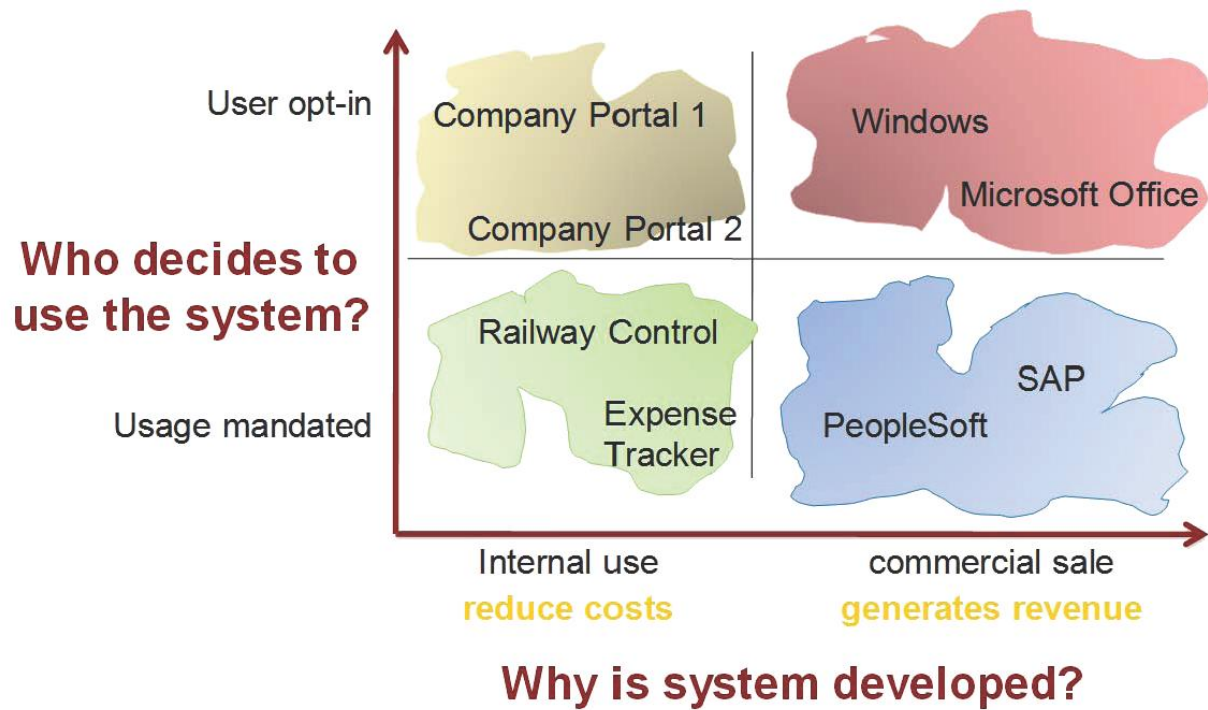 User opt-in
Company Portal 1
Windows
Microsoft Office
Company Portal 2
Who decides to
use the system?
Railway Control
SAP
Expense
Tracker
PeopleSoft
Usage mandated
Internal use
commercial sale
reduce costs
generates revenue
Why is system developed?